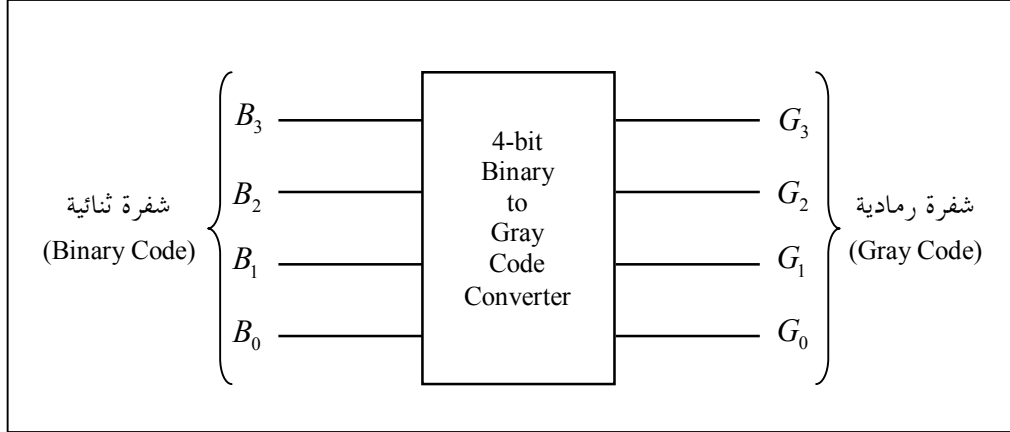 شفرة ثنائية
(Binary Code)
B₃
B₂
B₁
B₀
4-bit
Binary
to
Gray
Code
Converter
G₃
G₂
G₁
G₀
شفرة رمادية
(Gray Code)